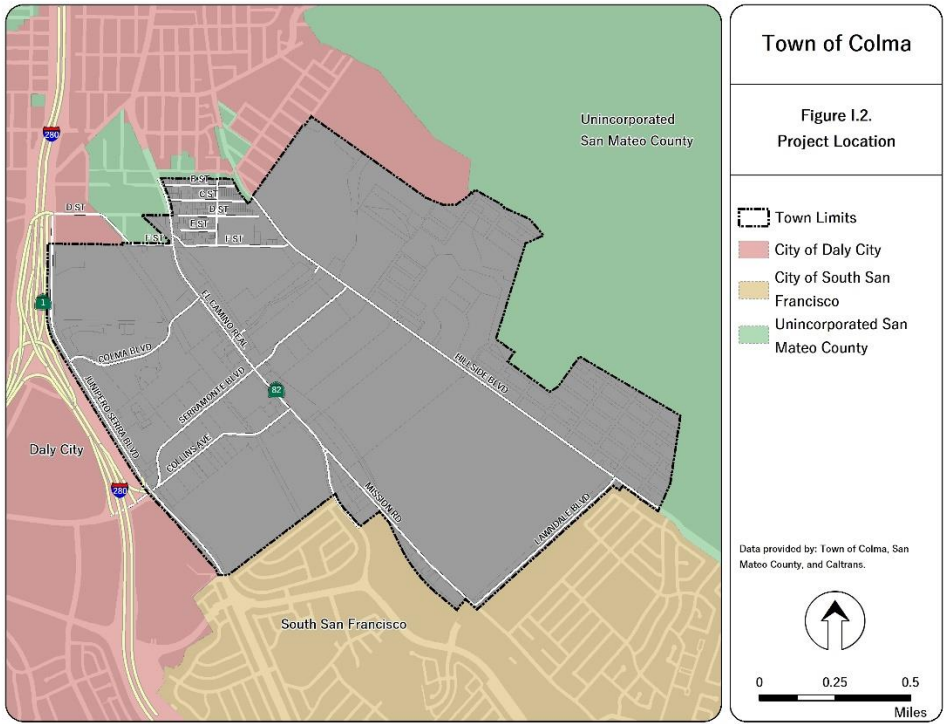 Town of Colma
Figure I.2.
Project Location
Town Limits
City of Daly City
City of South San
Francisco
Unincorporated San
Mateo County
Data provided by: Town of Colma, San
Mateo County, and Caltrans.
0 0.25 0.5
Miles
Unincorporated
San Mateo County
280
D ST
C ST
D ST
E ST
F ST
F ST
1
EL CAMINO REAL
COLMA BLVD
SERRAMONTE BLVD
82
HILLSIDE BLVD
JUNIPERO SERRA BLVD
COLLINS AVE
Daly City
280
MISSION RD
LAWNDALE BLVD
South San Francisco